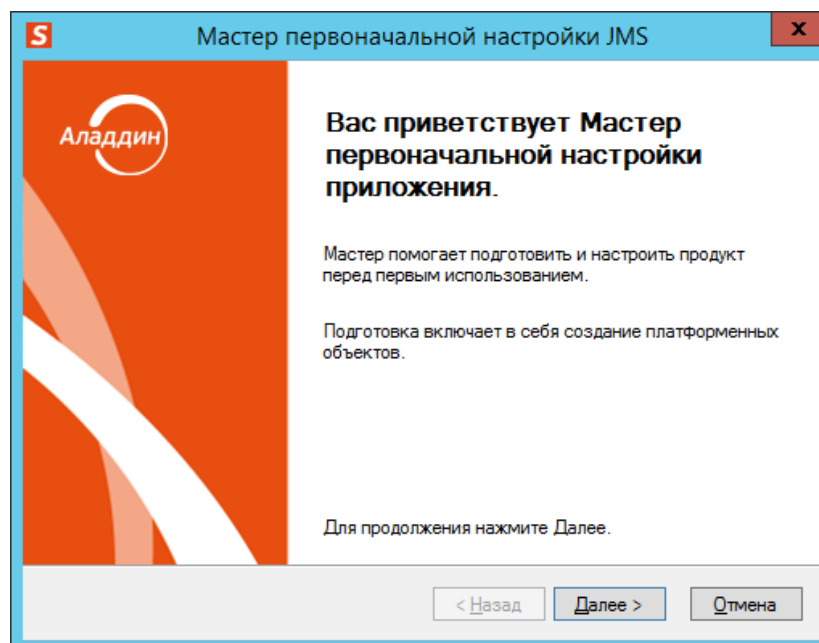 S
Мастер первоначальной настройки JMS
x
Аладдин
Вас приветствует Мастер
первоначальной настройки
приложения.
Мастер помогает подготовить и настроить продукт
перед первым использованием.
Подготовка включает в себя создание платформенных
объектов.
Для продолжения нажмите Далее.
< Назад
Далее >
Отмена